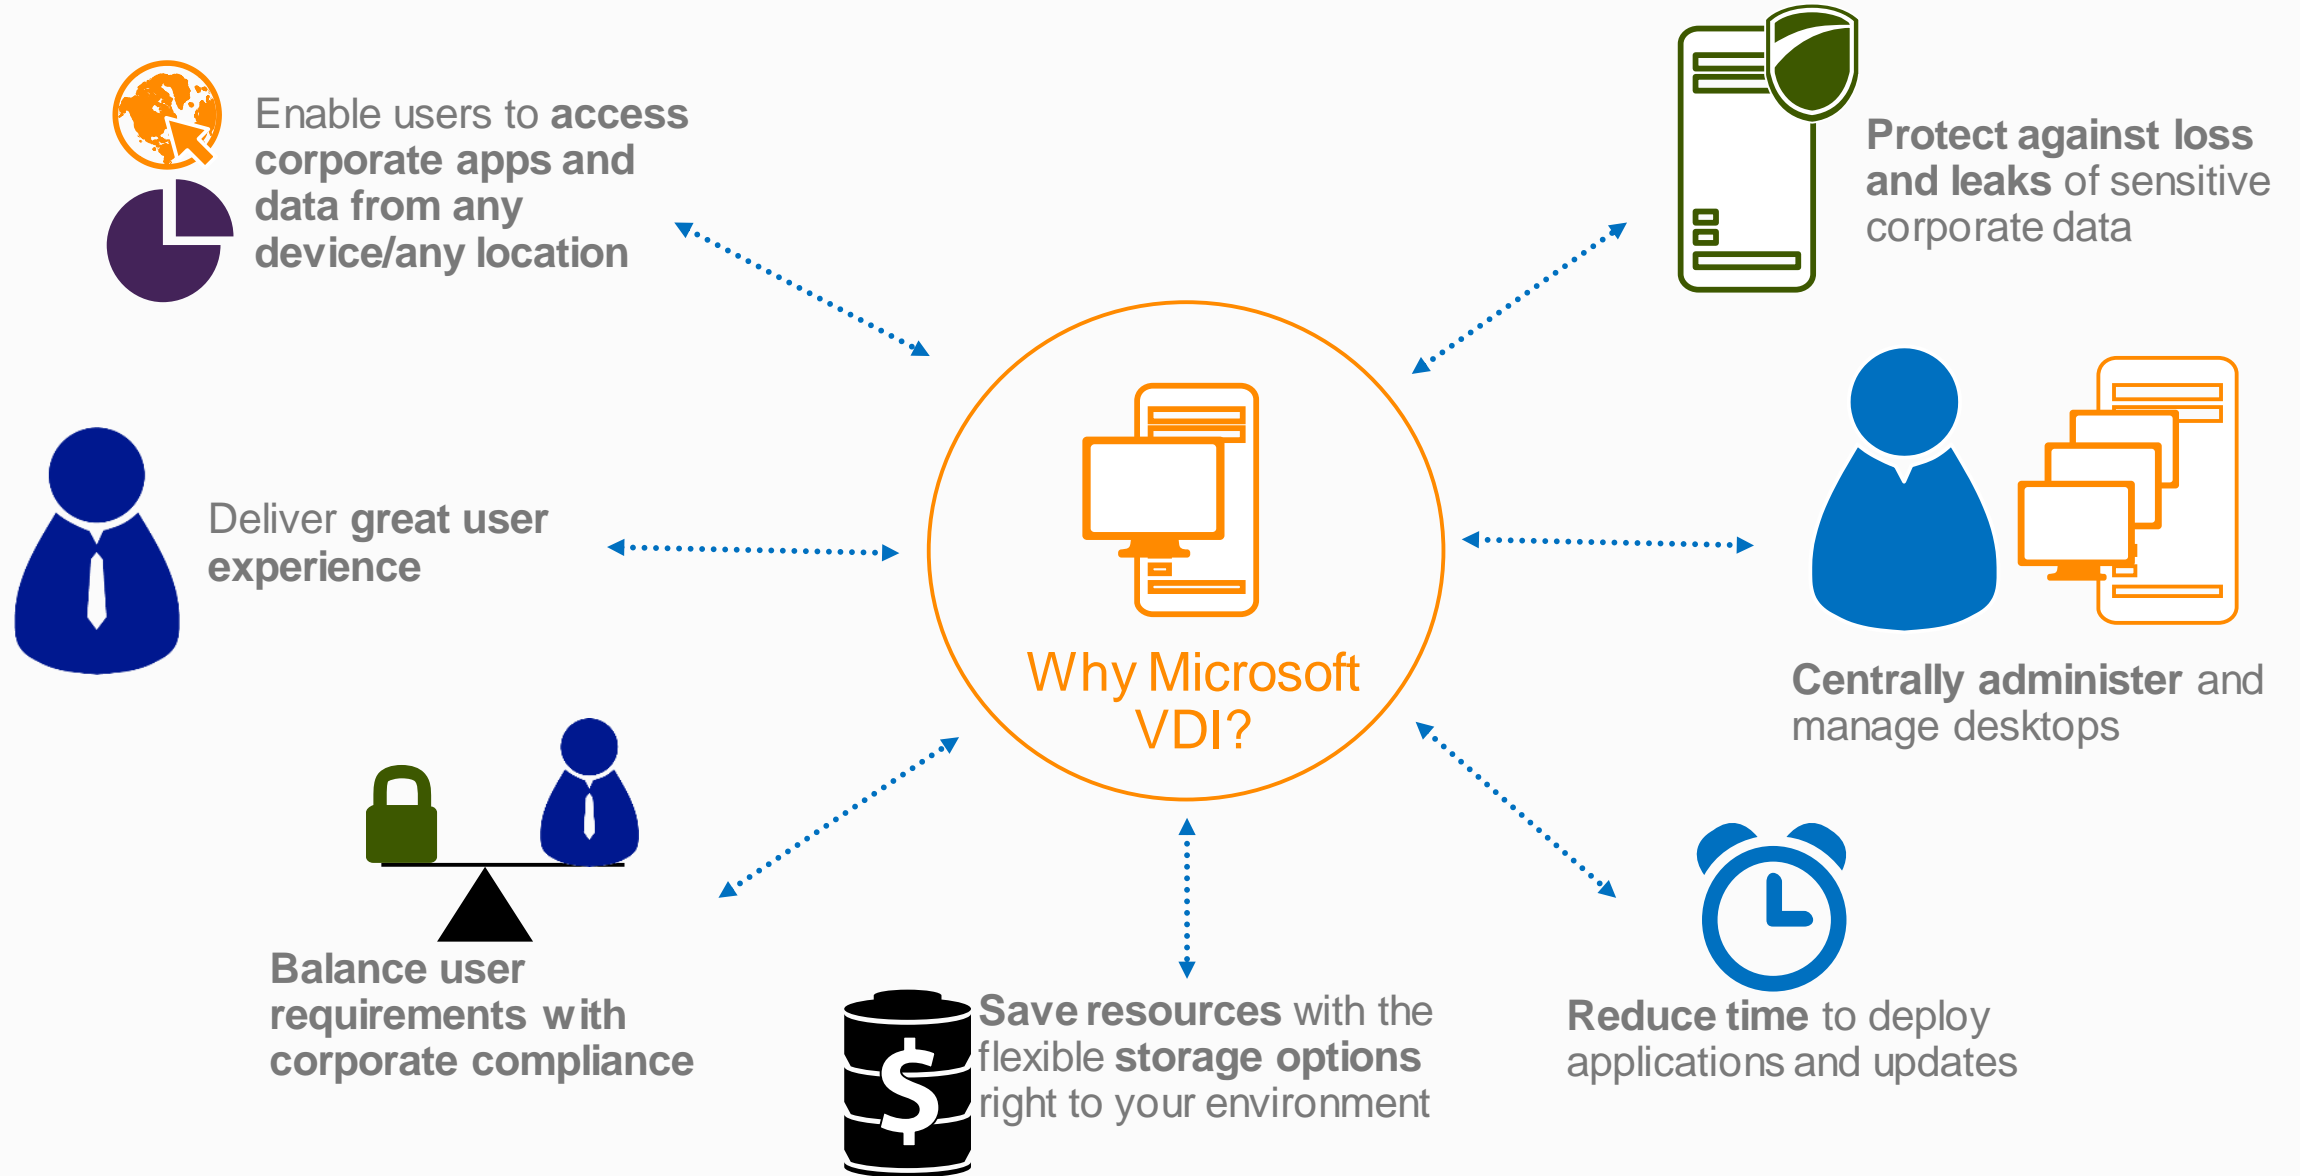 Enable users to access
corporate apps and
data from any
device/any location
Protect against loss
and leaks of sensitive
corporate data
Deliver great user
experience
Why Microsoft
VDI?
Centrally administer and
manage desktops
Balance user
requirements with
corporate compliance
$
Save resources with the
flexible storage options
right to your environment
Reduce time to deploy
applications and updates